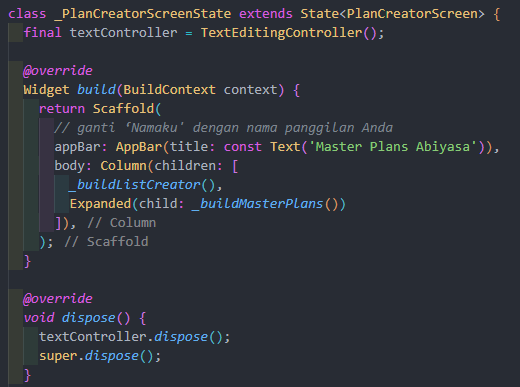 class _PlanCreatorScreenState extends State<PlanCreatorScreen> {
  final textController = TextEditingController();

  @override
  Widget build(BuildContext context) {
    return Scaffold(
      // ganti ‘Namaku' dengan nama panggilan Anda
      appBar: AppBar(title: const Text('Master Plans Abiyasa')),
      body: Column(children: [
        _buildListCreator(),
        Expanded(child: _buildMasterPlans())
      ]), // Column
    ); // Scaffold
  }

  @override
  void dispose() {
    textController.dispose();
    super.dispose();
  }